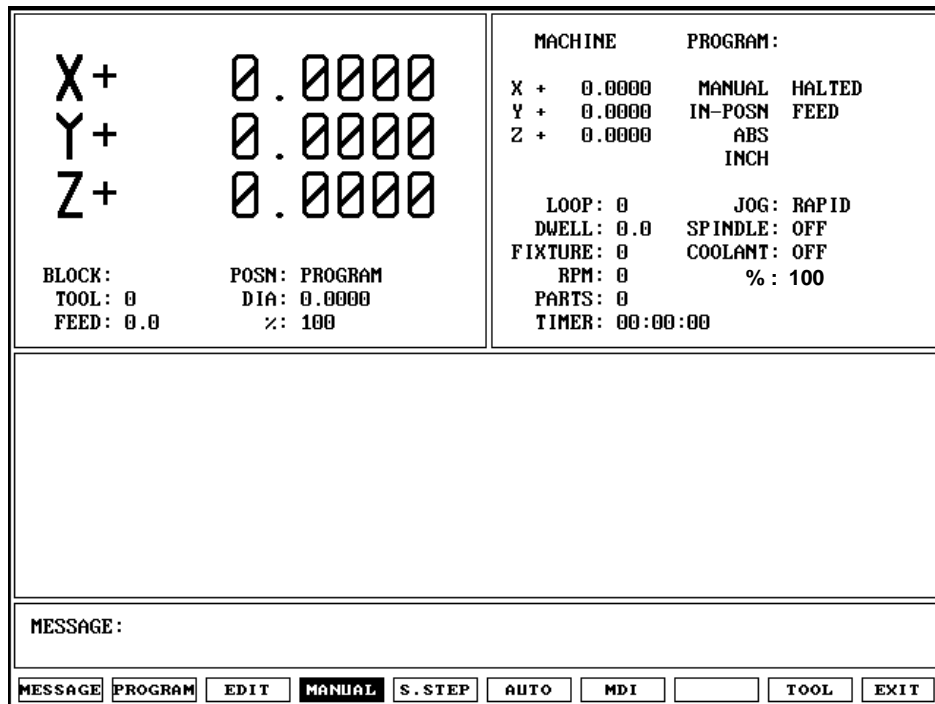 X+ 0.0000
Y+ 0.0000
Z+ 0.0000
BLOCK: POSN: PROGRAM
TOOL: 0 DIA: 0.0000
FEED: 0.0 %: 100
MACHINE PROGRAM:
X + 0.0000 MANUAL HALTED
Y + 0.0000 IN-POSN FEED
Z + 0.0000 ABS
INCH
LOOP: 0 JOG: RAPID
DWELL: 0.0 SPINDLE: OFF
FIXTURE: 0 COOLANT: OFF
RPM: 0 % : 100
PARTS: 0
TIMER: 00:00:00
MESSAGE:
MESSAGE PROGRAM EDIT MANUAL S.STEP AUTO MDI TOOL EXIT